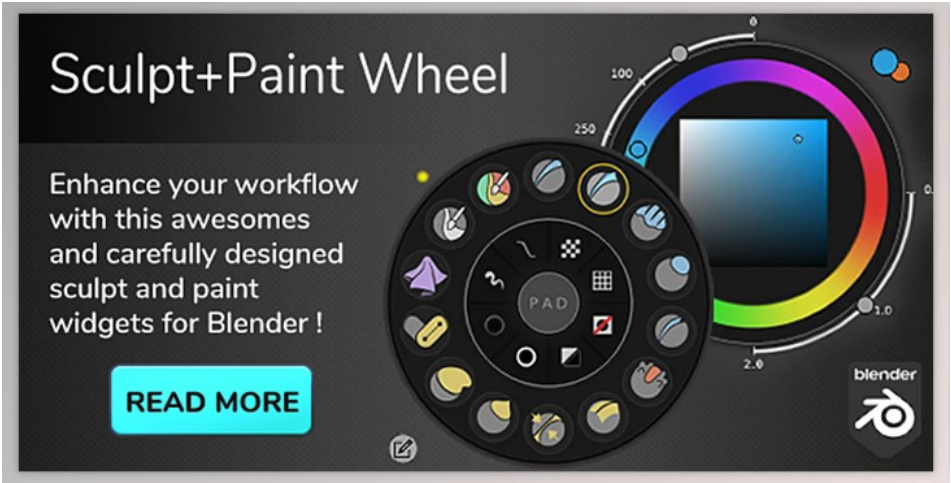 Sculpt+Paint Wheel
Enhance your workflow
with this awesomes
and carefully designed
sculpt and paint
widgets for Blender !
READ MORE
0
100
250
PAD
0.
1.0
2.0
blender